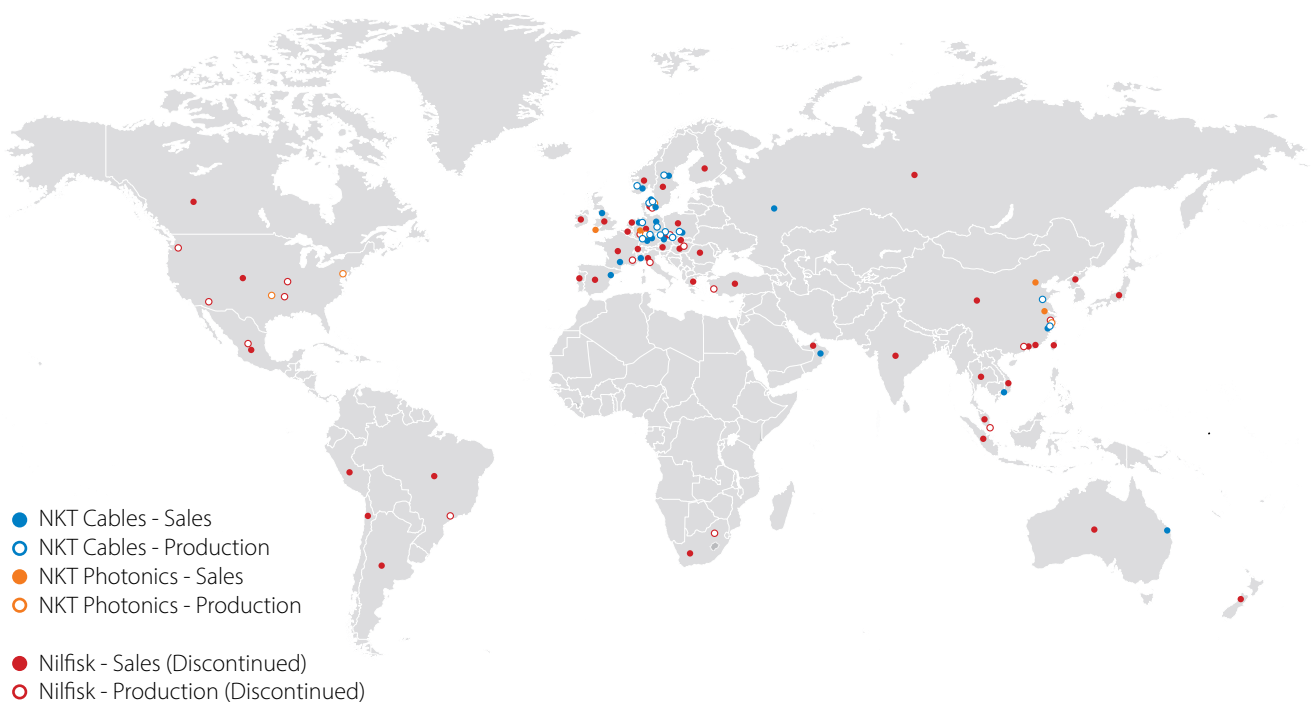 NKT Cables - Sales
NKT Cables - Production
NKT Photonics - Sales
NKT Photonics - Production
Nilfisk - Sales (Discontinued)
Nilfisk - Production (Discontinued)